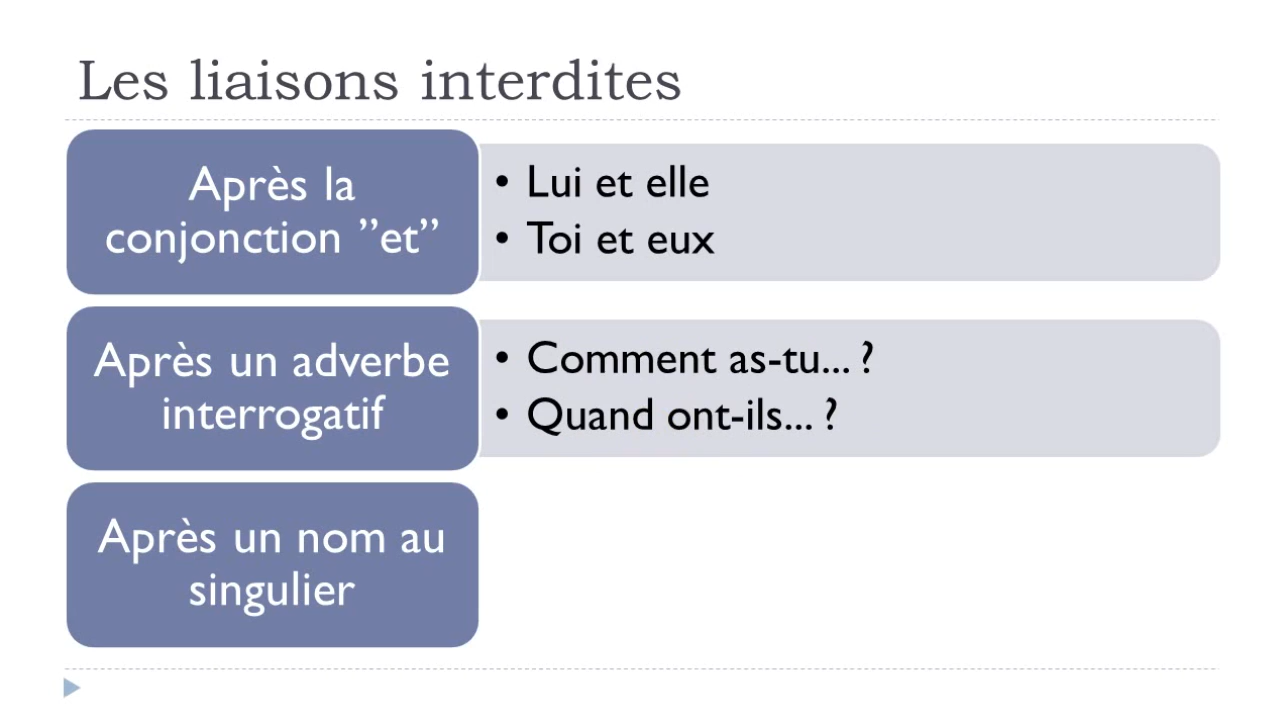 Les liaisons interdites
Après la
conjonction ”et”
• Lui et elle
• Toi et eux
Après un adverbe
interrogatif
• Comment as-tu... ?
• Quand ont-ils... ?
Après un nom au
singulier